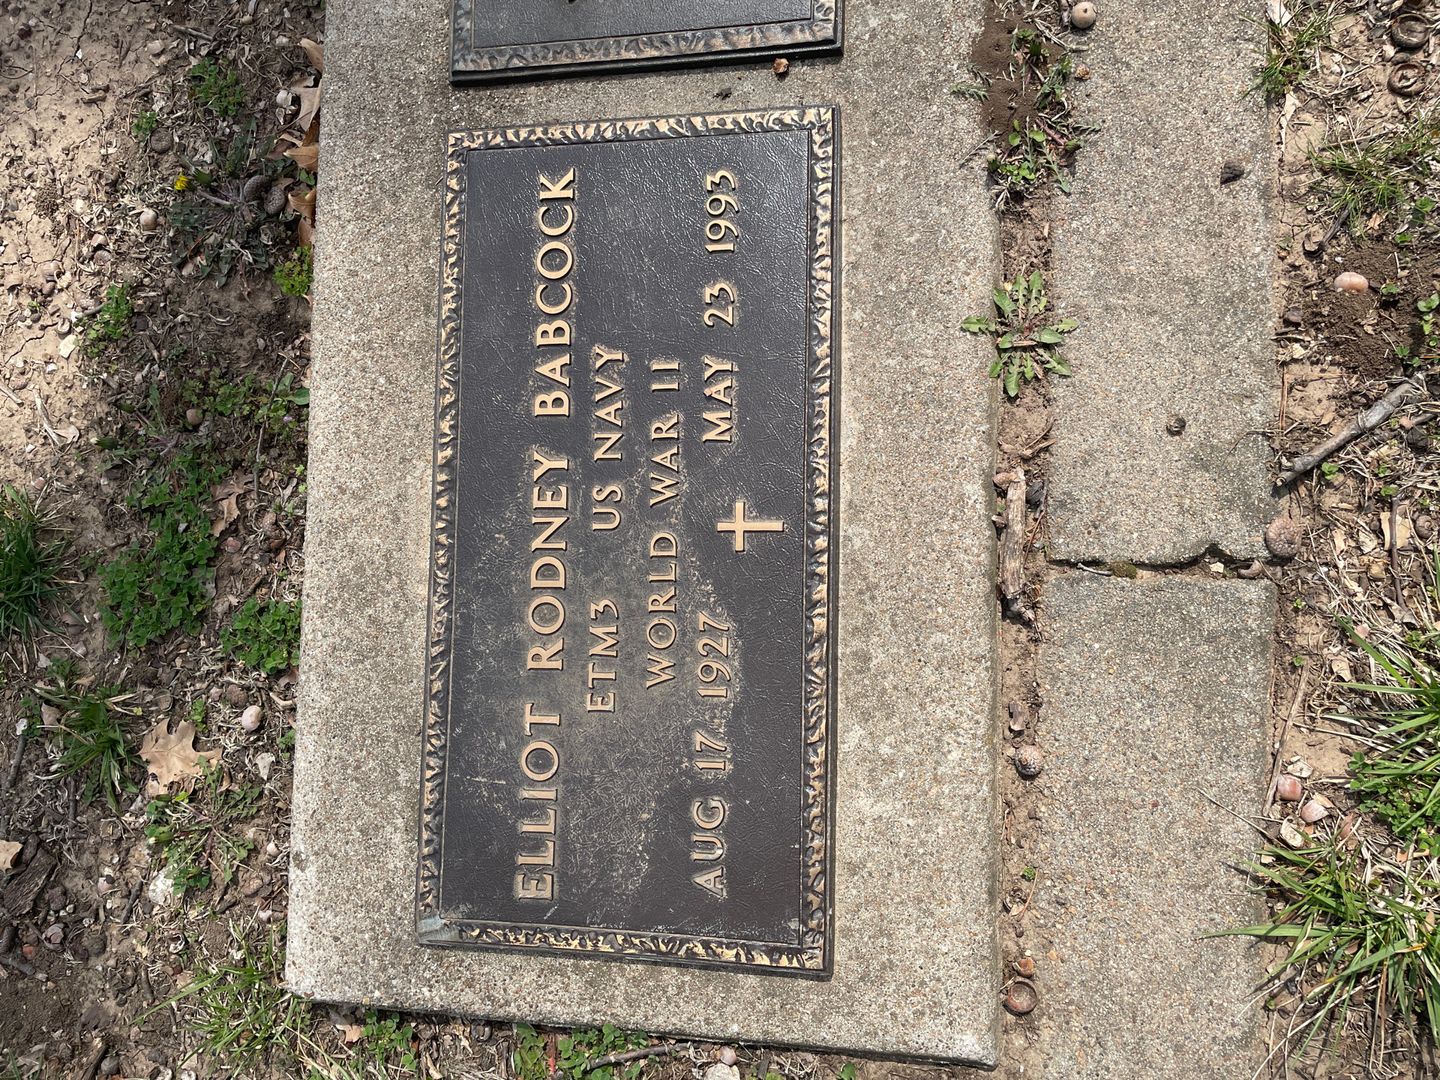 ELLIOT RODNEY BABCOCK
ETM3 US NAVY
WORLD WAR II
AUG 17 1927 MAY 23 1993